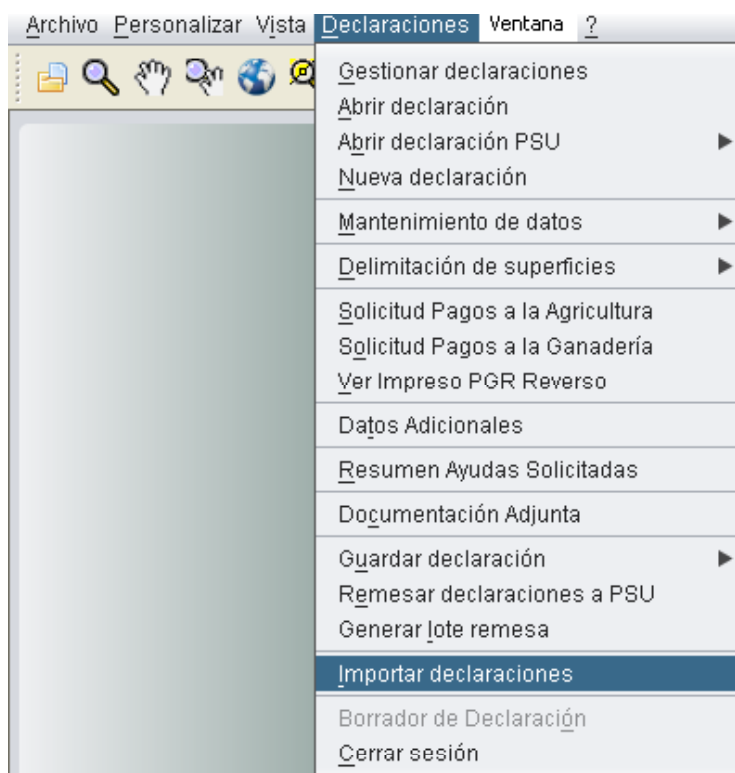 Archivo Personalizar Vista Declaraciones Ventana ?
Gestionar declaraciones
Abrir declaración
Abrir declaración PSU
Nueva declaración
Mantenimiento de datos
Delimitación de superficies
Solicitud Pagos a la Agricultura
Solicitud Pagos a la Ganadería
Ver Impreso PGR Reverso
Datos Adicionales
Resumen Ayudas Solicitadas
Documentación Adjunta
Guardar declaración
Remesar declaraciones a PSU
Generar lote remesa
Importar declaraciones
Borrador de Declaración
Cerrar sesión